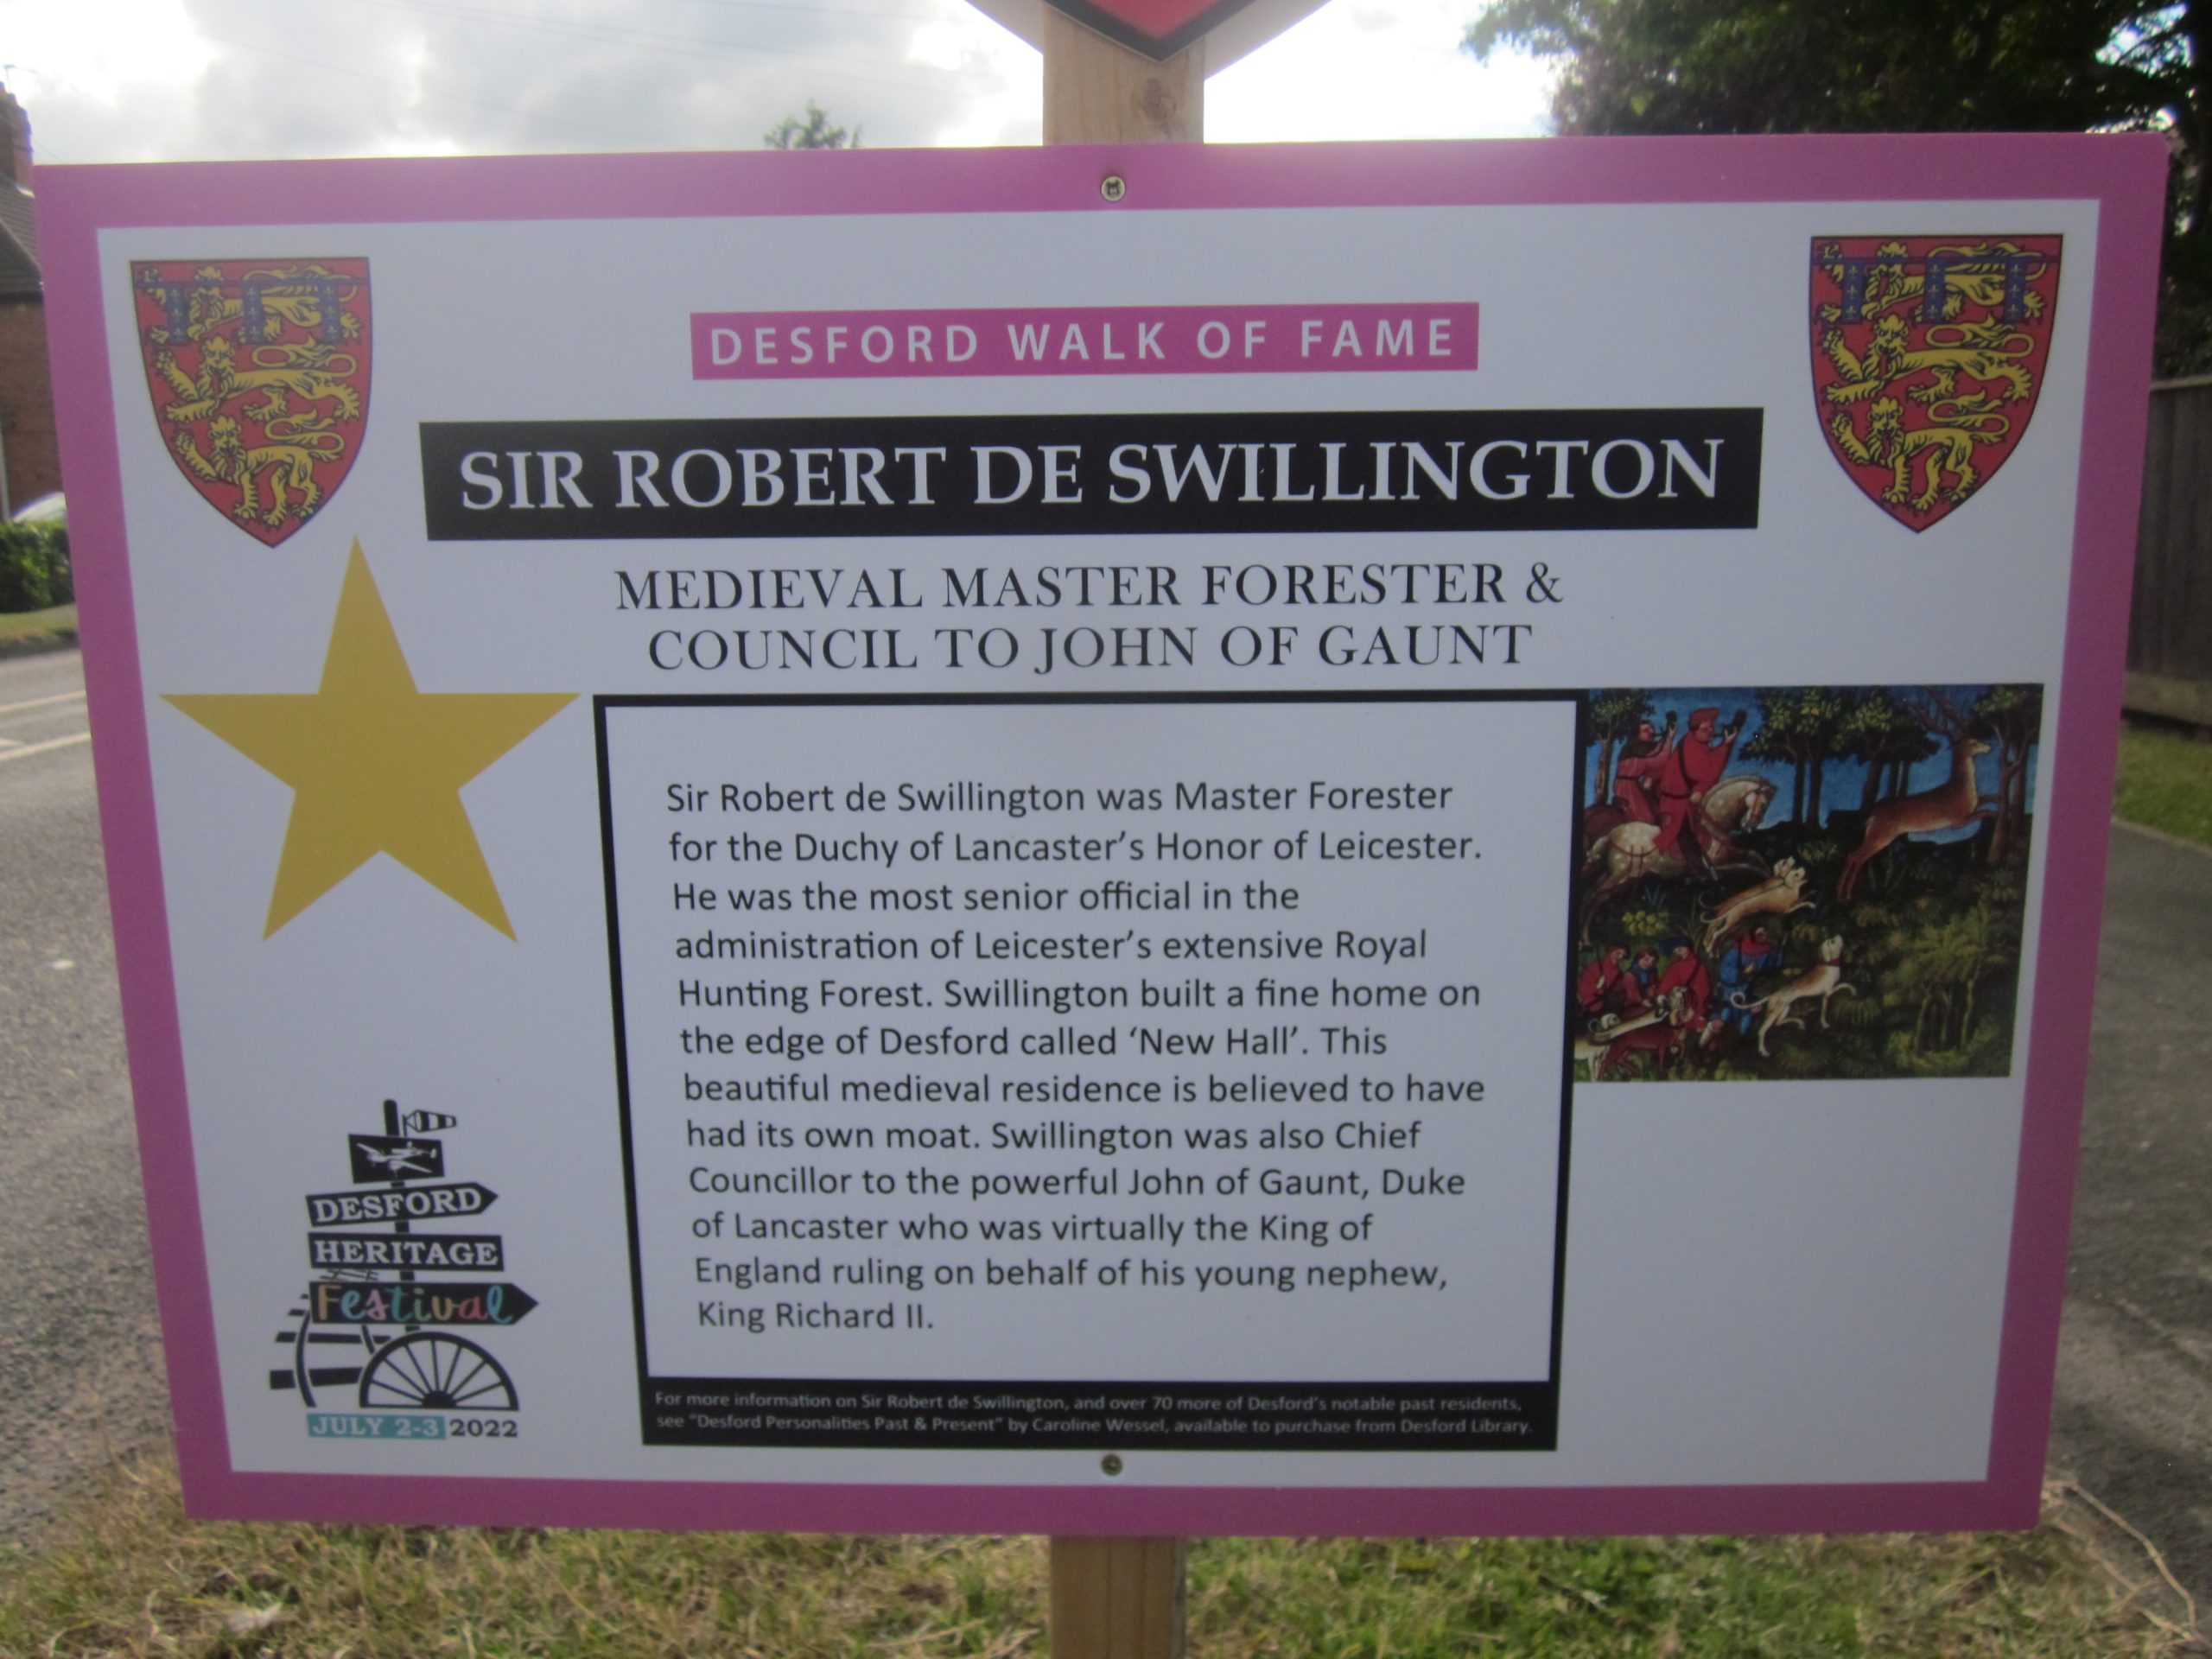 DESFORD WALK OF FAME
SIR ROBERT DE SWILLINGTON
MEDIEVAL MASTER FORESTER &
COUNCIL TO JOHN OF GAUNT
Sir Robert de Swillington was Master Forester
for the Duchy of Lancaster’s Honor of Leicester.
He was the most senior official in the
administration of Leicester’s extensive Royal
Hunting Forest. Swillington built a fine home on
the edge of Desford called ‘New Hall’. This
beautiful medieval residence is believed to have
had its own moat. Swillington was also Chief
Councillor to the powerful John of Gaunt, Duke
of Lancaster who was virtually the King of
England ruling on behalf of his young nephew,
King Richard II.
For more information on Sir Robert de Swillington, and over 70 more of Desford's notable past residents,
see "Desford Personalities Past & Present" by Caroline Wessel, available to purchase from Desford Library.
DESFORD
HERITAGE
Festival
JULY 2-3 2022